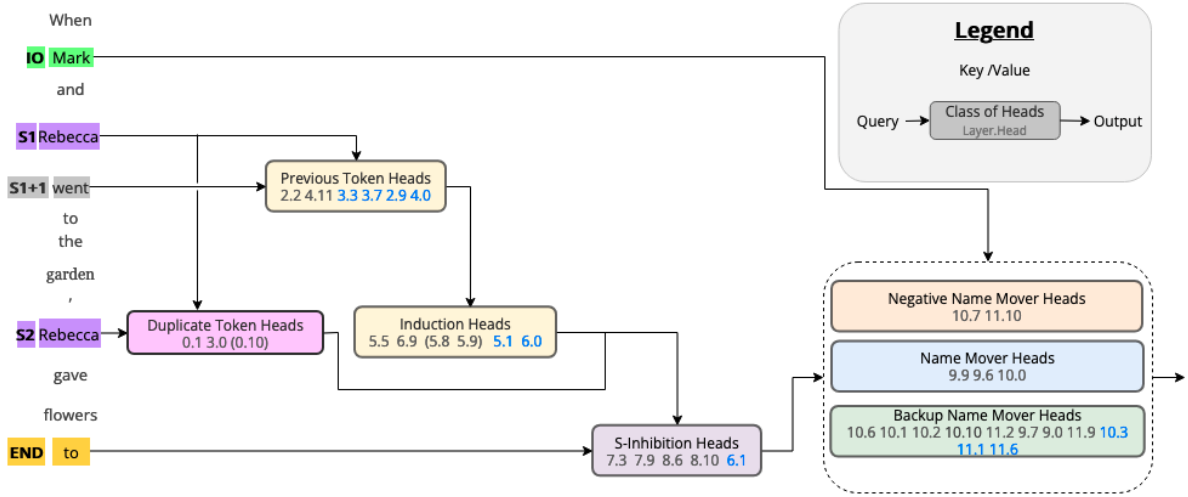 When
IO Mark
and
S1 Rebecca
S1+1 went
to
the
garden
,
S2 Rebecca
gave
flowers
END to
Previous Token Heads
2.2 4.11 3.3 3.7 2.9 4.0
Duplicate Token Heads
0.1 3.0 (0.10)
Induction Heads
5.5 6.9 (5.8 5.9) 5.1 6.0
S-Inhibition Heads
7.3 7.9 8.6 8.10 6.1
Legend
Key /Value
Query
Class of Heads
Layer.Head
Output
Negative Name Mover Heads
10.7 11.10
Name Mover Heads
9.9 9.6 10.0
Backup Name Mover Heads
10.6 10.1 10.2 10.10 11.2 9.7 9.0 11.9 10.3
11.1 11.6